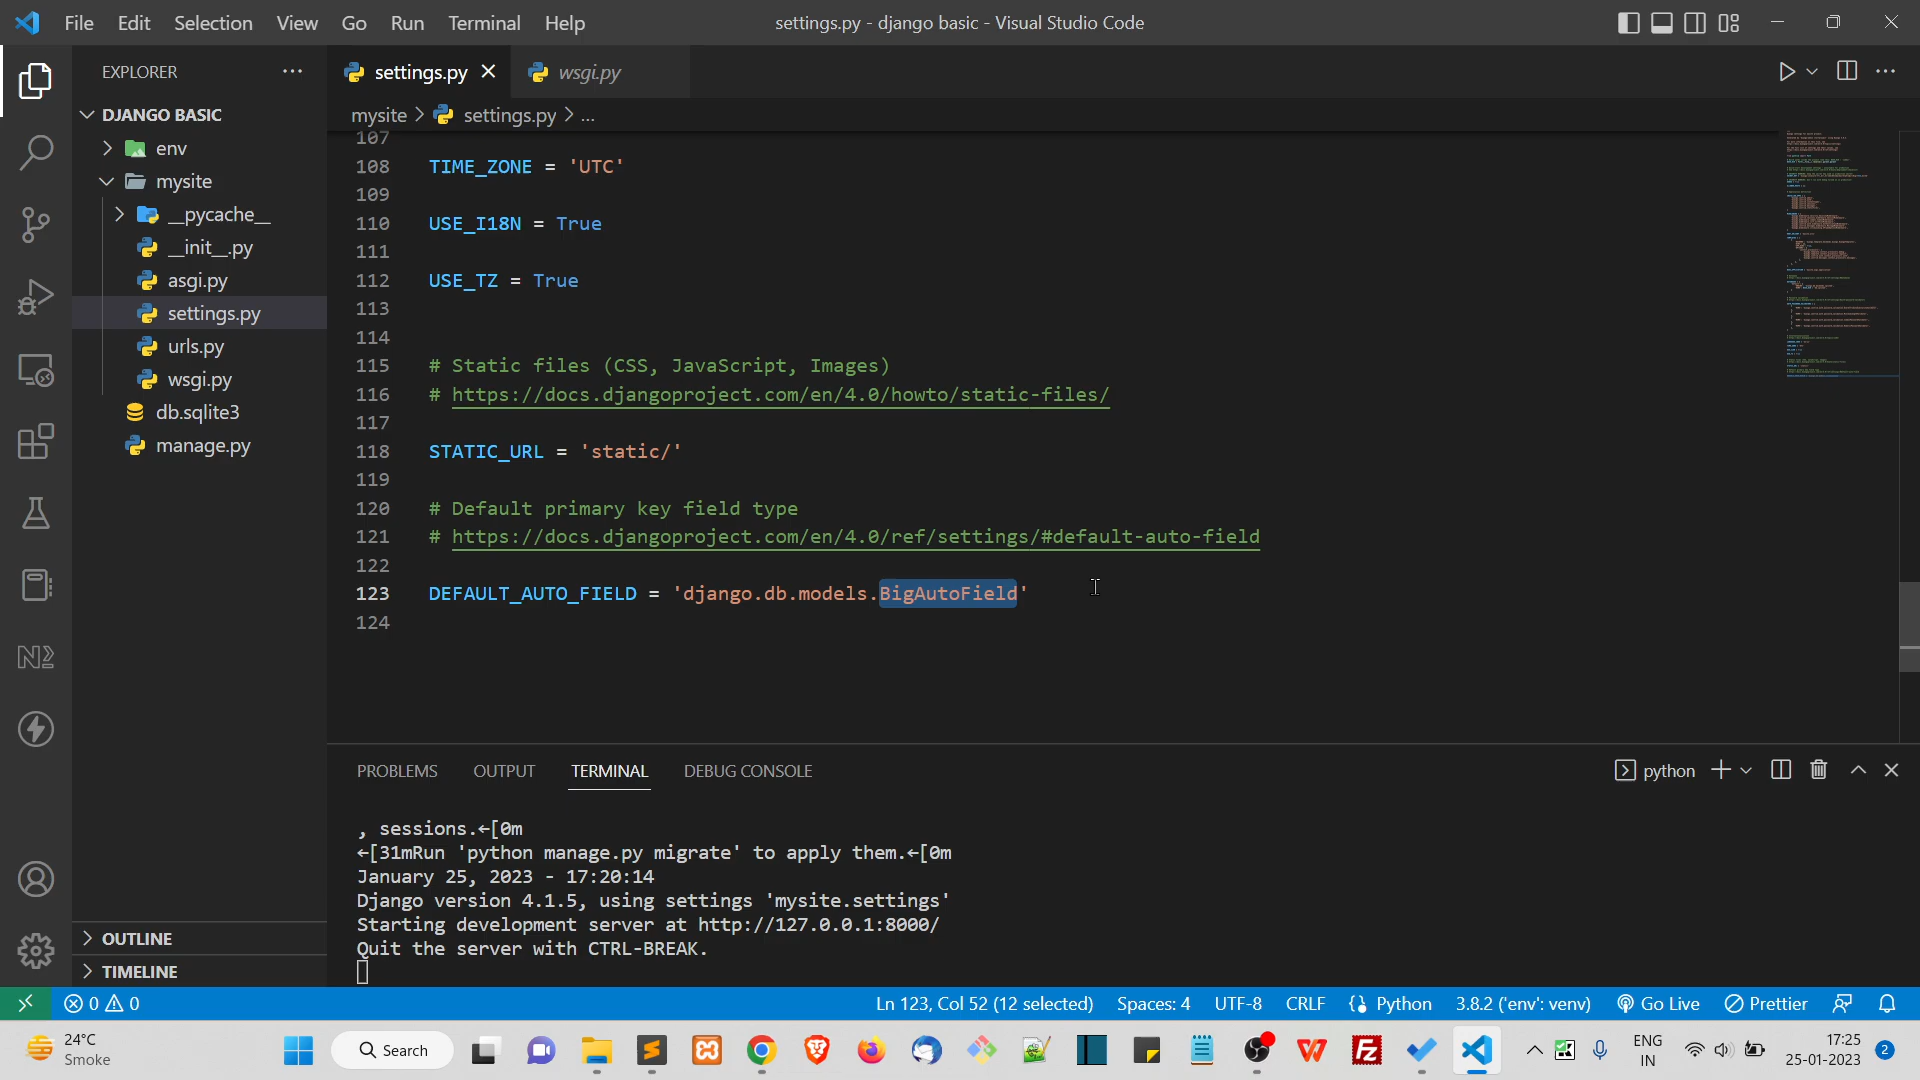 File Edit Selection View Go Run Terminal Help
settings.py - django basic - Visual Studio Code
EXPLORER
DJANGO BASIC
env
mysite
__pycache__
__init__.py
asgi.py
settings.py
urls.py
wsgi.py
db.sqlite3
manage.py
OUTLINE
TIMELINE
settings.py
wsgi.py
mysite > settings.py > ...
107
108 TIME_ZONE = 'UTC'
109
110 USE_I18N = True
111
112 USE_TZ = True
113
114
115 # Static files (CSS, JavaScript, Images)
116 # https://docs.djangoproject.com/en/4.0/howto/static-files/
117
118 STATIC_URL = 'static/'
119
120 # Default primary key field type
121 # https://docs.djangoproject.com/en/4.0/ref/settings/#default-auto-field
122
123 DEFAULT_AUTO_FIELD = 'django.db.models.BigAutoField'
124
PROBLEMS OUTPUT TERMINAL DEBUG CONSOLE
python
, sessions.←[0m
←[31mRun 'python manage.py migrate' to apply them.←[0m
January 25, 2023 - 17:20:14
Django version 4.1.5, using settings 'mysite.settings'
Starting development server at http://127.0.0.1:8000/
Quit the server with CTRL-BREAK.
0 0 Ln 123, Col 52 (12 selected) Spaces: 4 UTF-8 CRLF Python 3.8.2 ('env': venv) Go Live Prettier
24°C
Smoke
Search
ENG
IN
17:25
25-01-2023
2